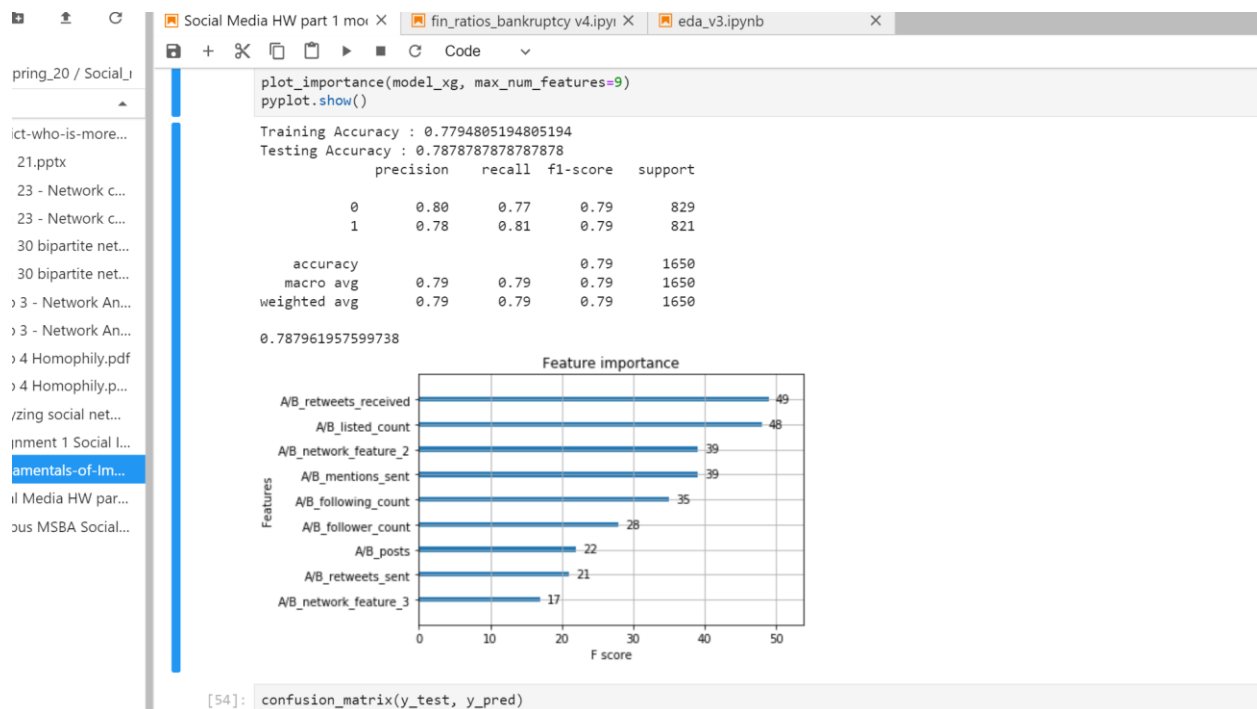 Social Media HW part 1 mo
fin_ratios_bankruptcy v4.ipy
eda_v3.ipynb
Code
pring_20 / Social_
ict-who-is-more...
21.pptx
23 - Network c...
23 - Network c...
30 bipartite net...
30 bipartite net...
3 - Network An...
3 - Network An...
4 Homophily.pdf
4 Homophily.p...
yzing social net...
gnment 1 Social I...
amentals-of-Im...
al Media HW par...
ous MSBA Social...
plot_importance(model_xg, max_num_features=9)
pyplot.show()
Training Accuracy : 0.7794805194805194
Testing Accuracy : 0.7878787878787878
precision recall f1-score support
0 0.80 0.77 0.79 829
1 0.78 0.81 0.79 821
accuracy 0.79 1650
macro avg 0.79 0.79 0.79 1650
weighted avg 0.79 0.79 0.79 1650
0.787961957599738
Feature importance
A/B_retweets_received 49
A/B_listed_count 48
A/B_network_feature_2 39
A/B_mentions_sent 39
A/B_following_count 35
A/B_follower_count 28
A/B_posts 22
A/B_retweets_sent 21
A/B_network_feature_3 17
Features
0 10 20 30 40 50
F score
[54]: confusion_matrix(y_test, y_pred)